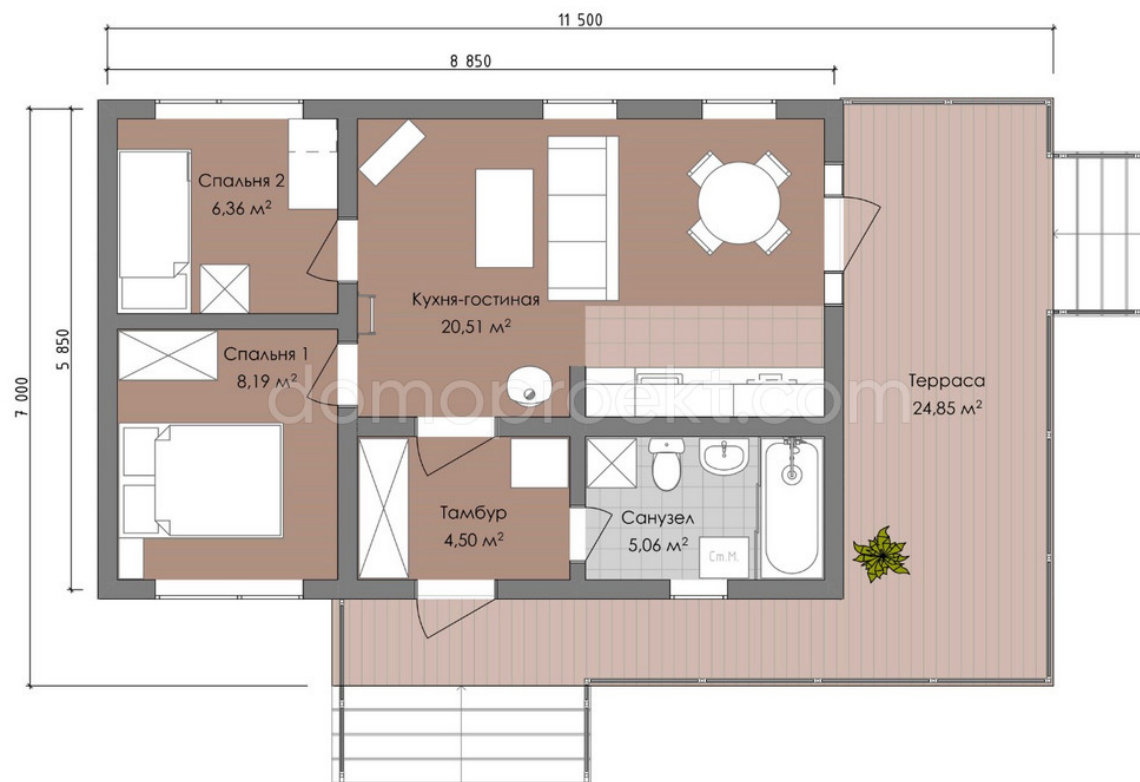 11 500
8 850
Спальня 2
6,36 м²
Кухня-гостиная
20,51 м²
5 850
7 000
Спальня 1
8,19 м²
domoproekt.com
Терраса
24,85 м²
Тамбур
4,50 м²
Санузел
5,06 м²
Ст.М.